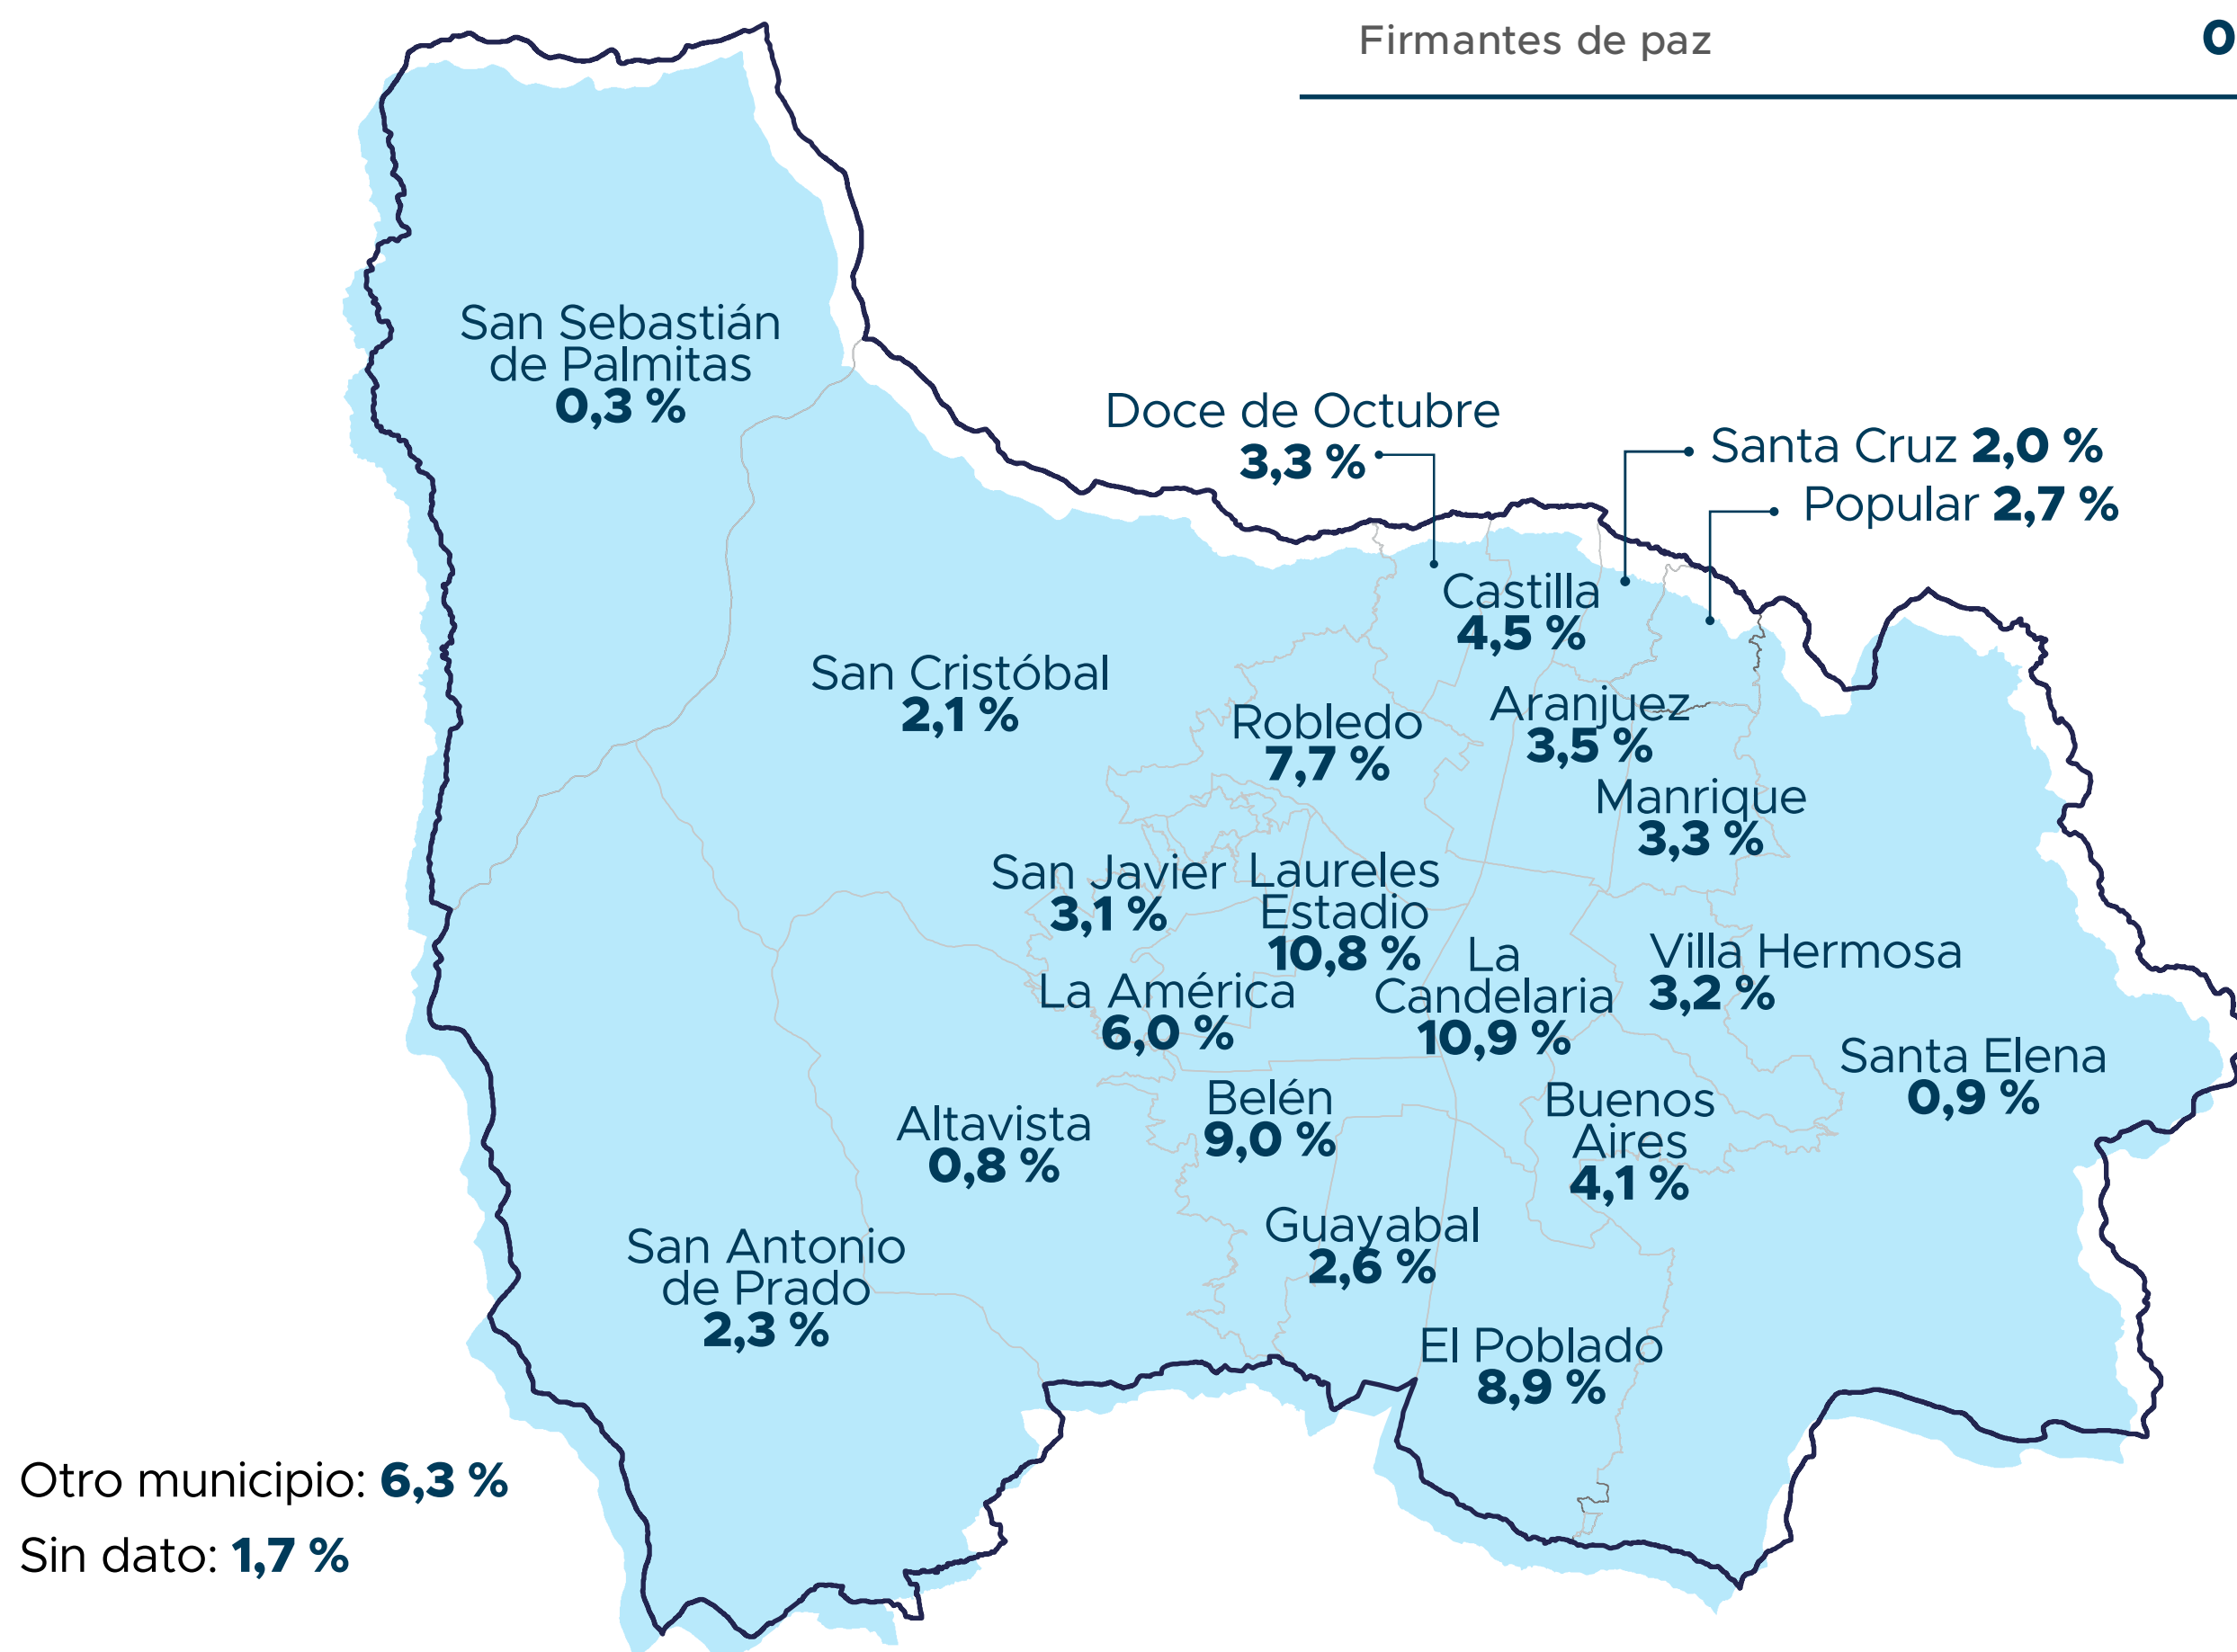 Firmantes de paz 0
San Sebastián
de Palmitas
0,3 %
Doce de Octubre
3,3 %
Santa Cruz 2,0 %
Popular 2,7 %
Castilla
4,5 %
San Cristóbal
2,1 %
Robledo
7,7 %
Aranjuez
3,5 %
Manrique
3,3 %
San Javier
3,1 %
Laureles
Estadio
10,8 %
La América
6,0 %
La
Candelaria
10,9 %
Villa Hermosa
3,2 %
Santa Elena
0,9 %
Altavista
0,8 %
Belén
9,0 %
Buenos
Aires
4,1 %
San Antonio
de Prado
2,3 %
Guayabal
2,6 %
El Poblado
8,9 %
Otro municipio: 6,3 %
Sin dato: 1,7 %